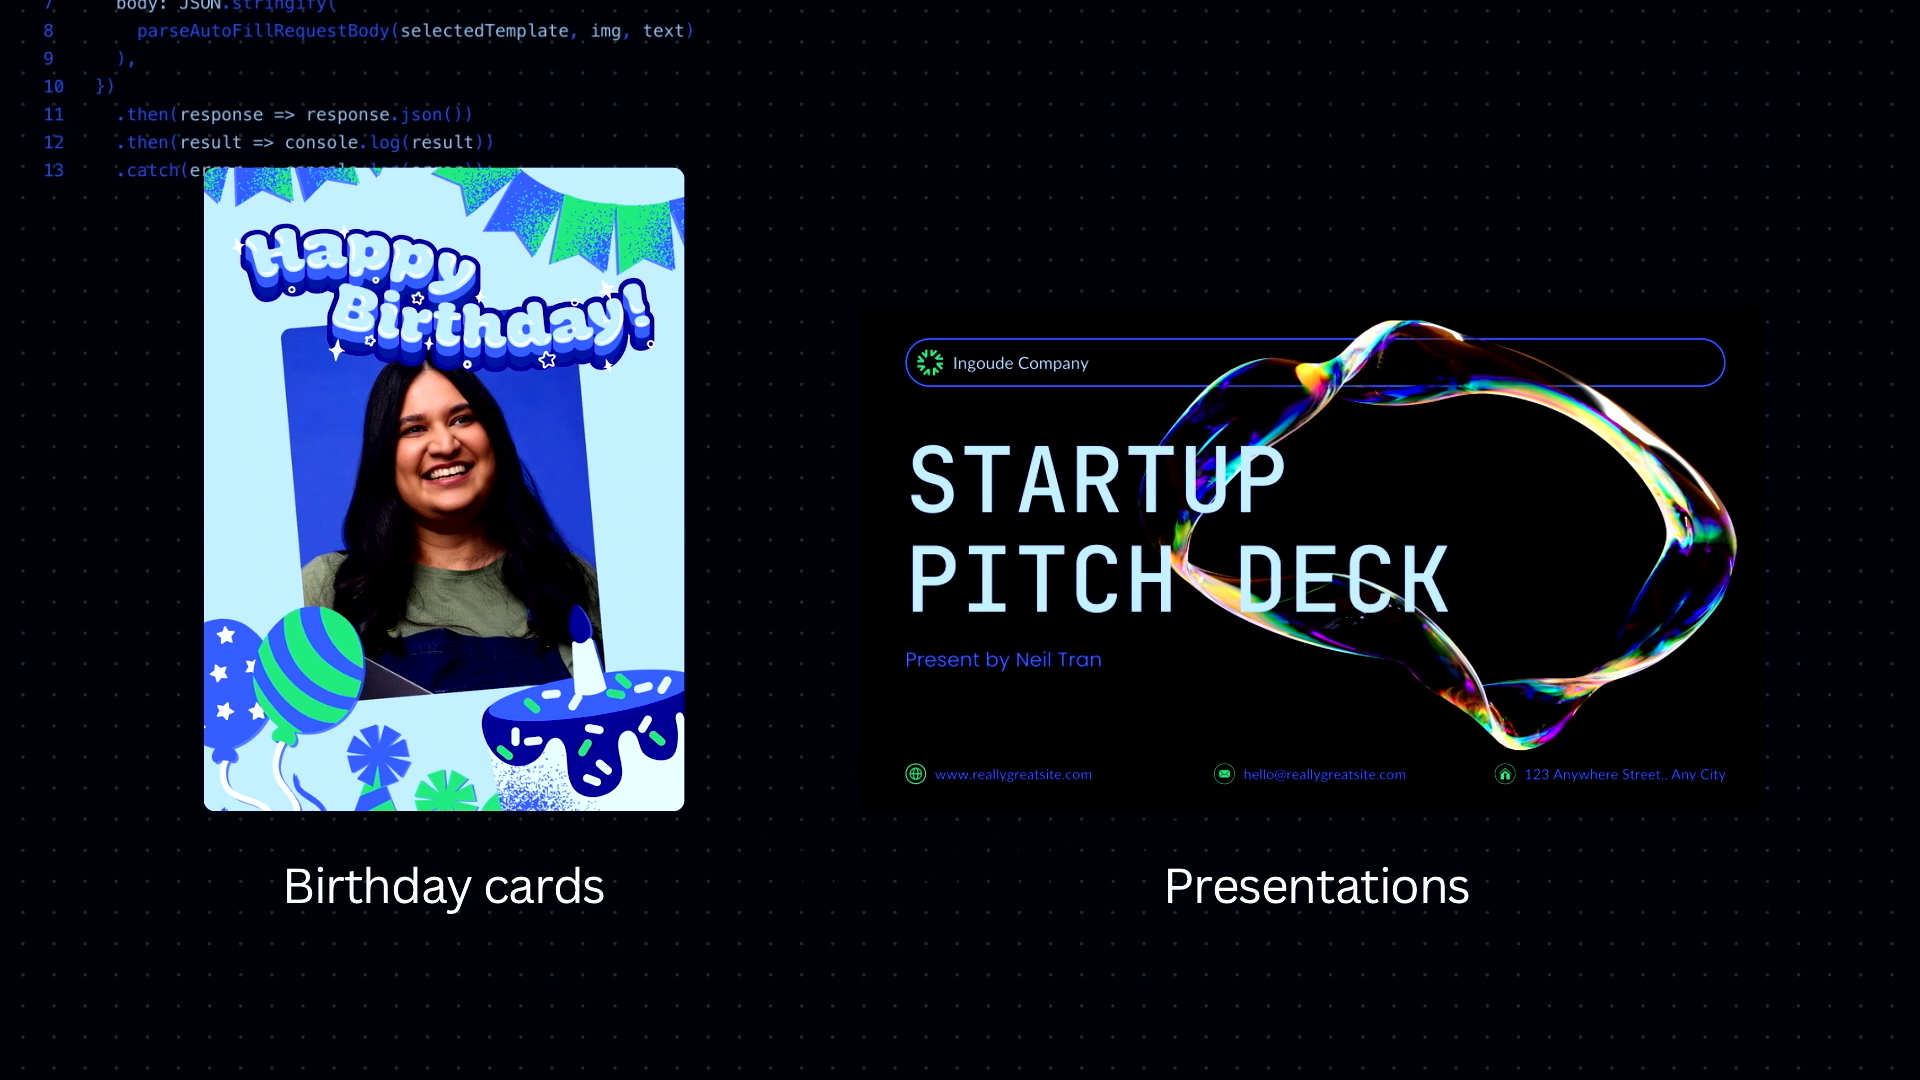 7 body: JSON.stringify(
8 parseAutoFillRequestBody(selectedTemplate, img, text)
9 ),
10 })
11 .then(response => response.json())
12 .then(result => console.log(result))
13 .catch(
Happy
Birthday!
Birthday cards
Ingoude Company
STARTUP
PITCH DECK
Present by Neil Tran
www.reallygreatsite.com
hello@reallygreatsite.com
123 Anywhere Street., Any City
Presentations